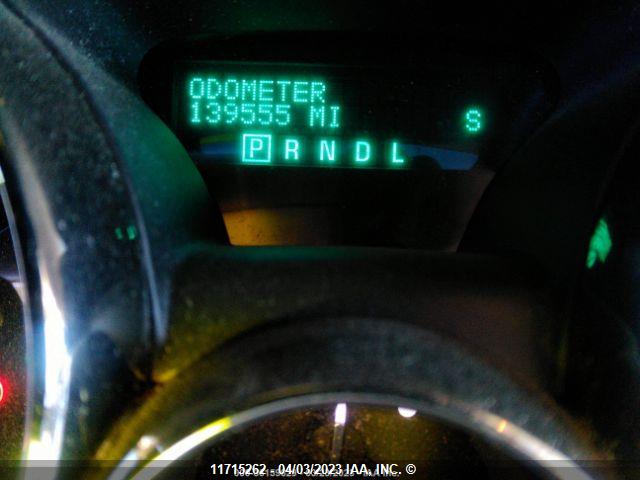 ODOMETER
139555 MI S
P R N D L
11715262 04/03/2023 IAA, INC. ©